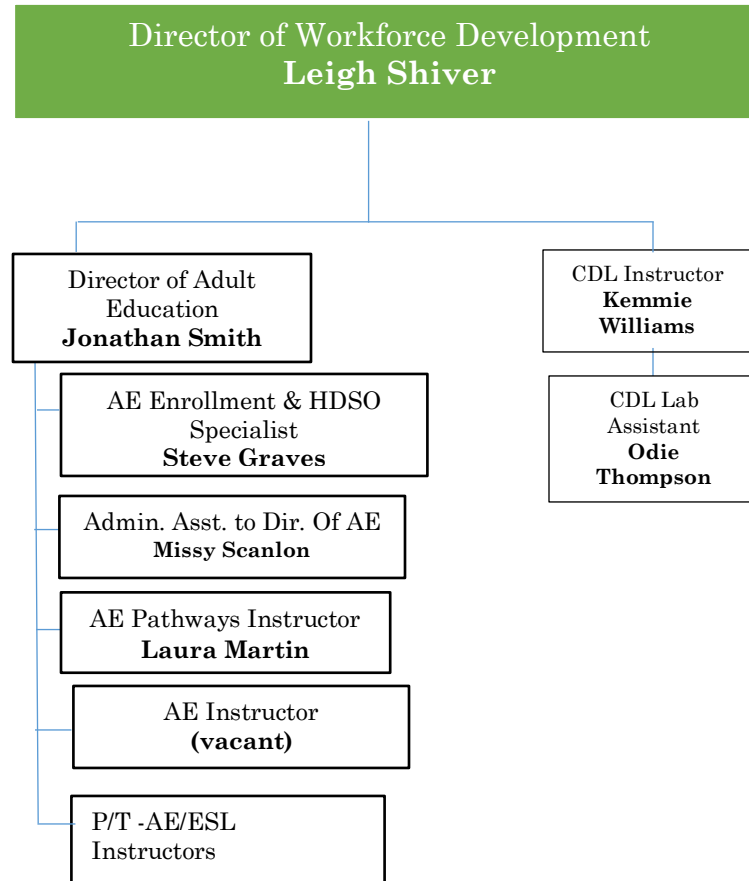 Director of Workforce Development
Leigh Shiver
Director of Adult
Education
Jonathan Smith
AE Enrollment & HDSO
Specialist
Steve Graves
Admin. Asst. to Dir. Of AE
Missy Scanlon
AE Pathways Instructor
Laura Martin
AE Instructor
(vacant)
P/T -AE/ESL
Instructors
CDL Instructor
Kemmie
Williams
CDL Lab
Assistant
Odie
Thompson